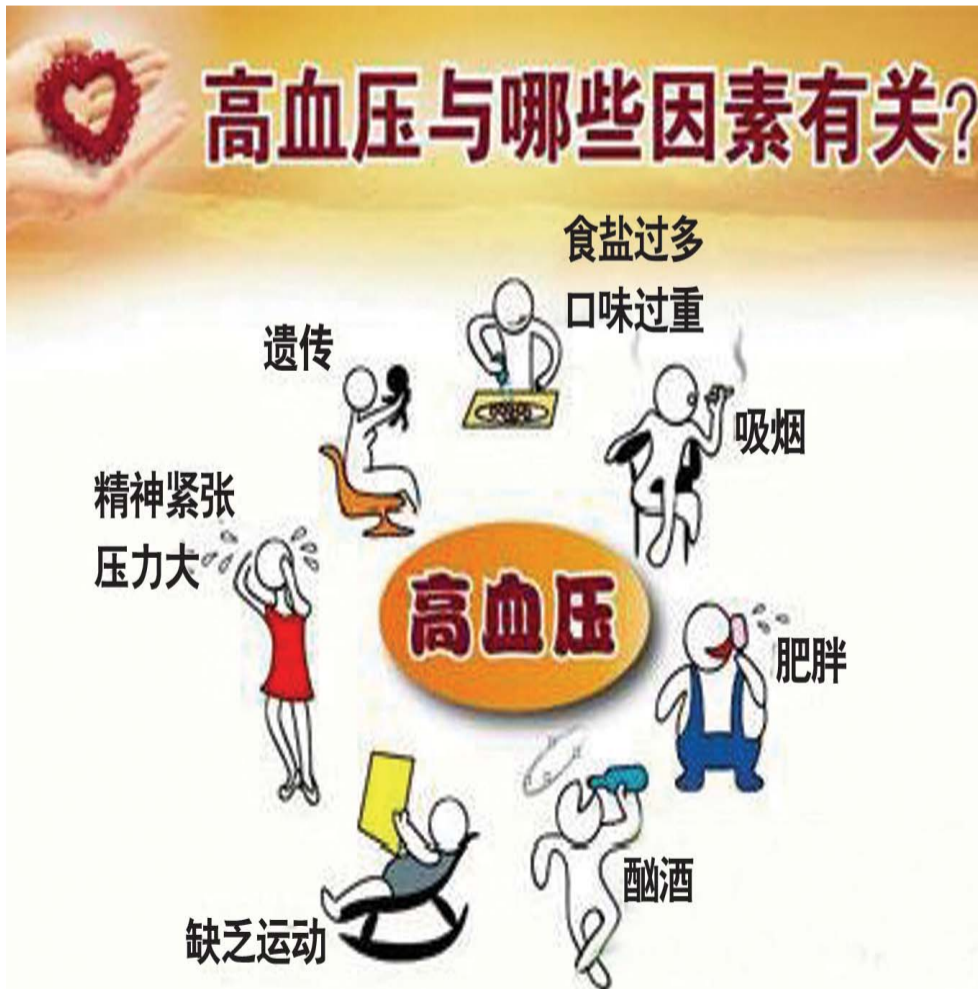 高血压与哪些因素有关?
食盐过多
口味过重
遗传
吸烟
精神紧张
压力大
高血压
肥胖
酗酒
缺乏运动